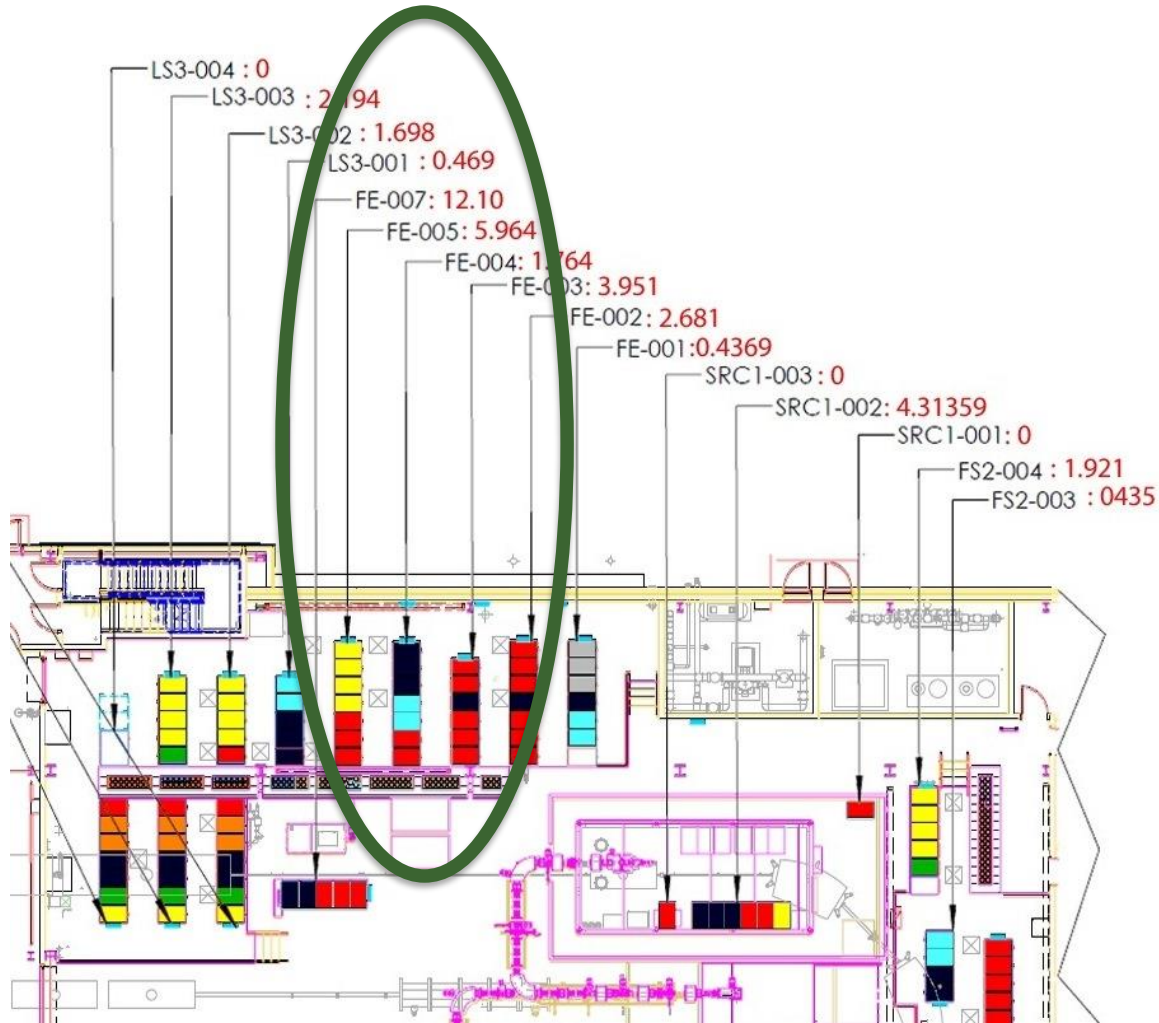 LS3-004 : 0
LS3-003 : 2.194
LS3-002 : 1.698
LS3-001 : 0.469
FE-007: 12.10
FE-005: 5.964
FE-004: 1.764
FE-003: 3.951
FE-002: 2.681
FE-001:0.4369
SRC1-003 : 0
SRC1-002: 4.31359
SRC1-001: 0
FS2-004 : 1.921
FS2-003 : 0435